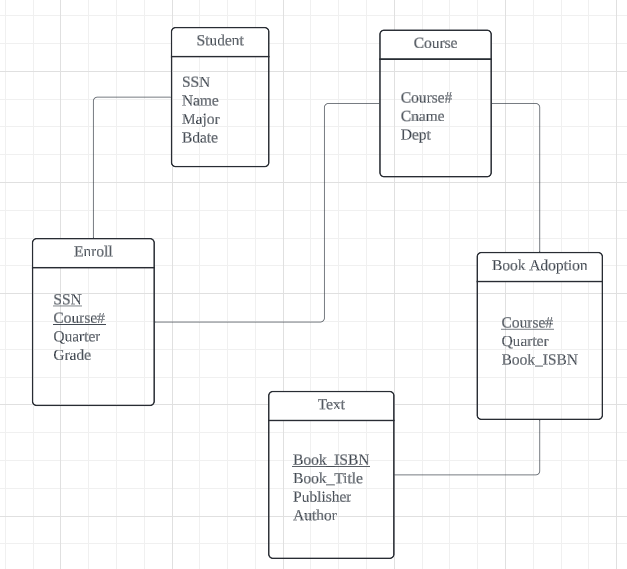 Student
SSN
Name
Major
Bdate
Course
Course#
Cname
Dept
Enroll
SSN
Course#
Quarter
Grade
Book Adoption
Course#
Quarter
Book_ISBN
Text
Book_ISBN
Book_Title
Publisher
Author